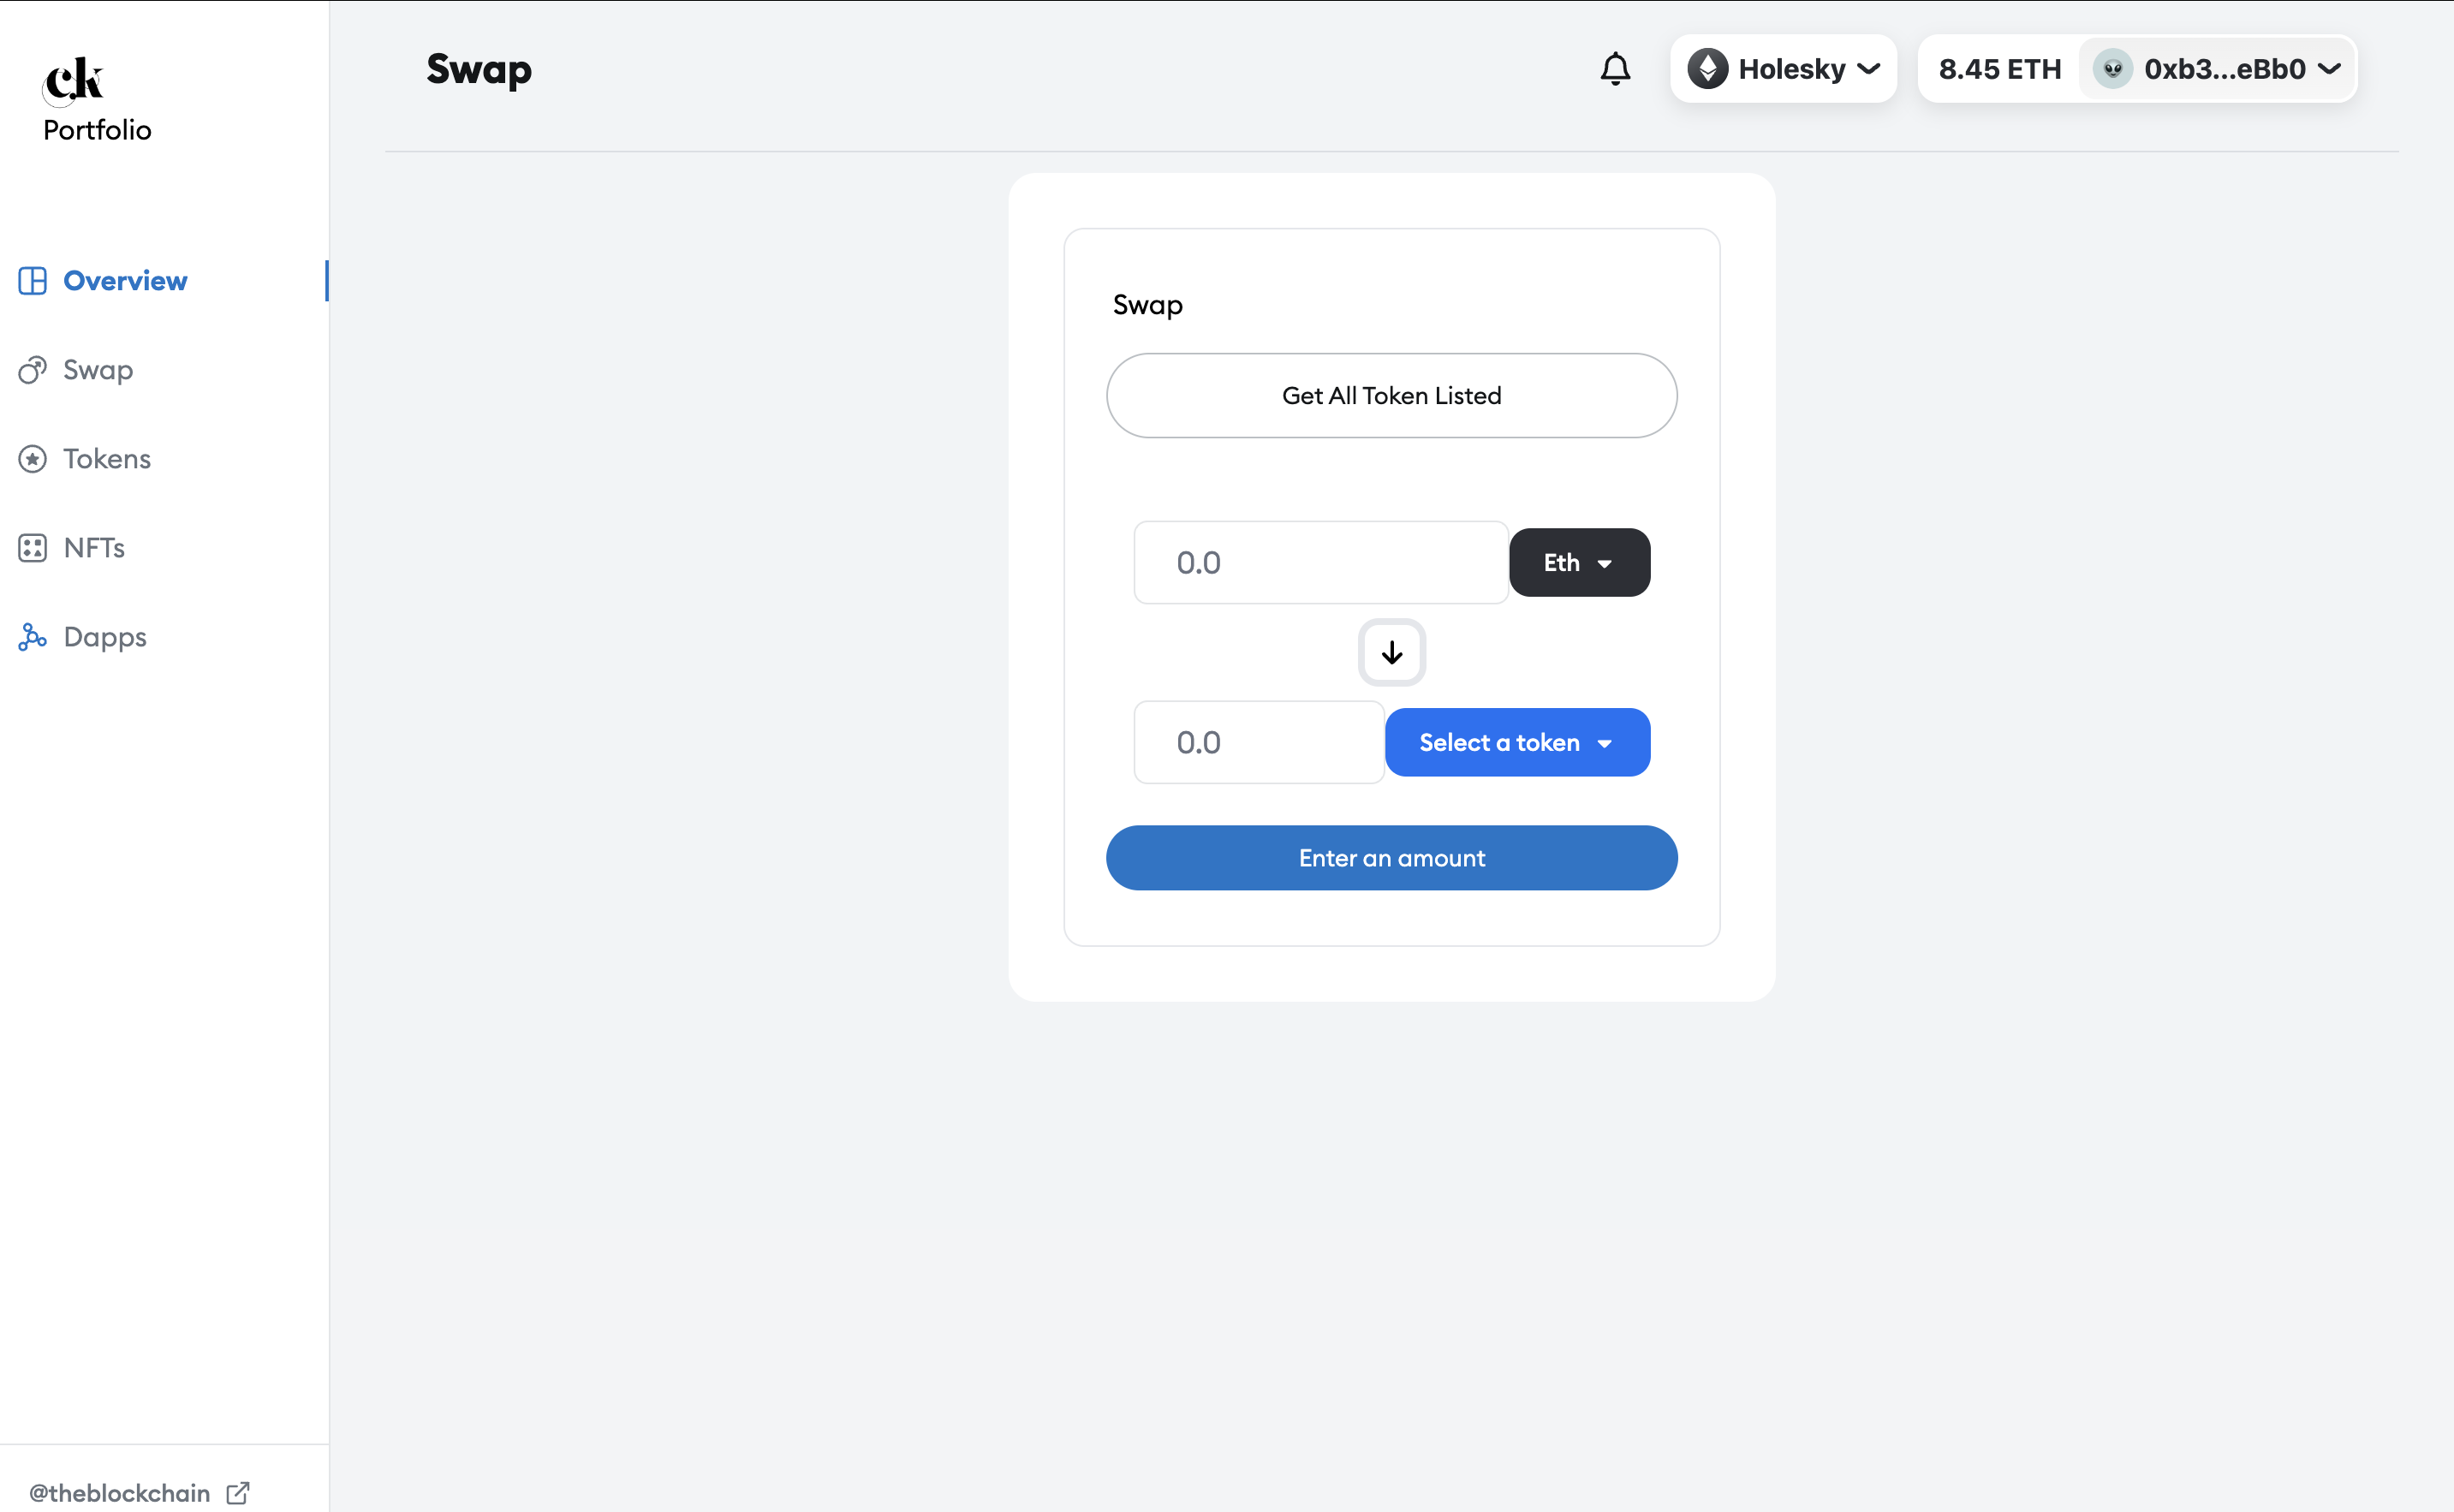 c.k
Portfolio
Overview
Swap
Tokens
NFTs
Dapps
@theblockchain
Swap
Holesky
8.45 ETH
0xb3...eBb0
Swap
Get All Token Listed
0.0
Eth
0.0
Select a token
Enter an amount